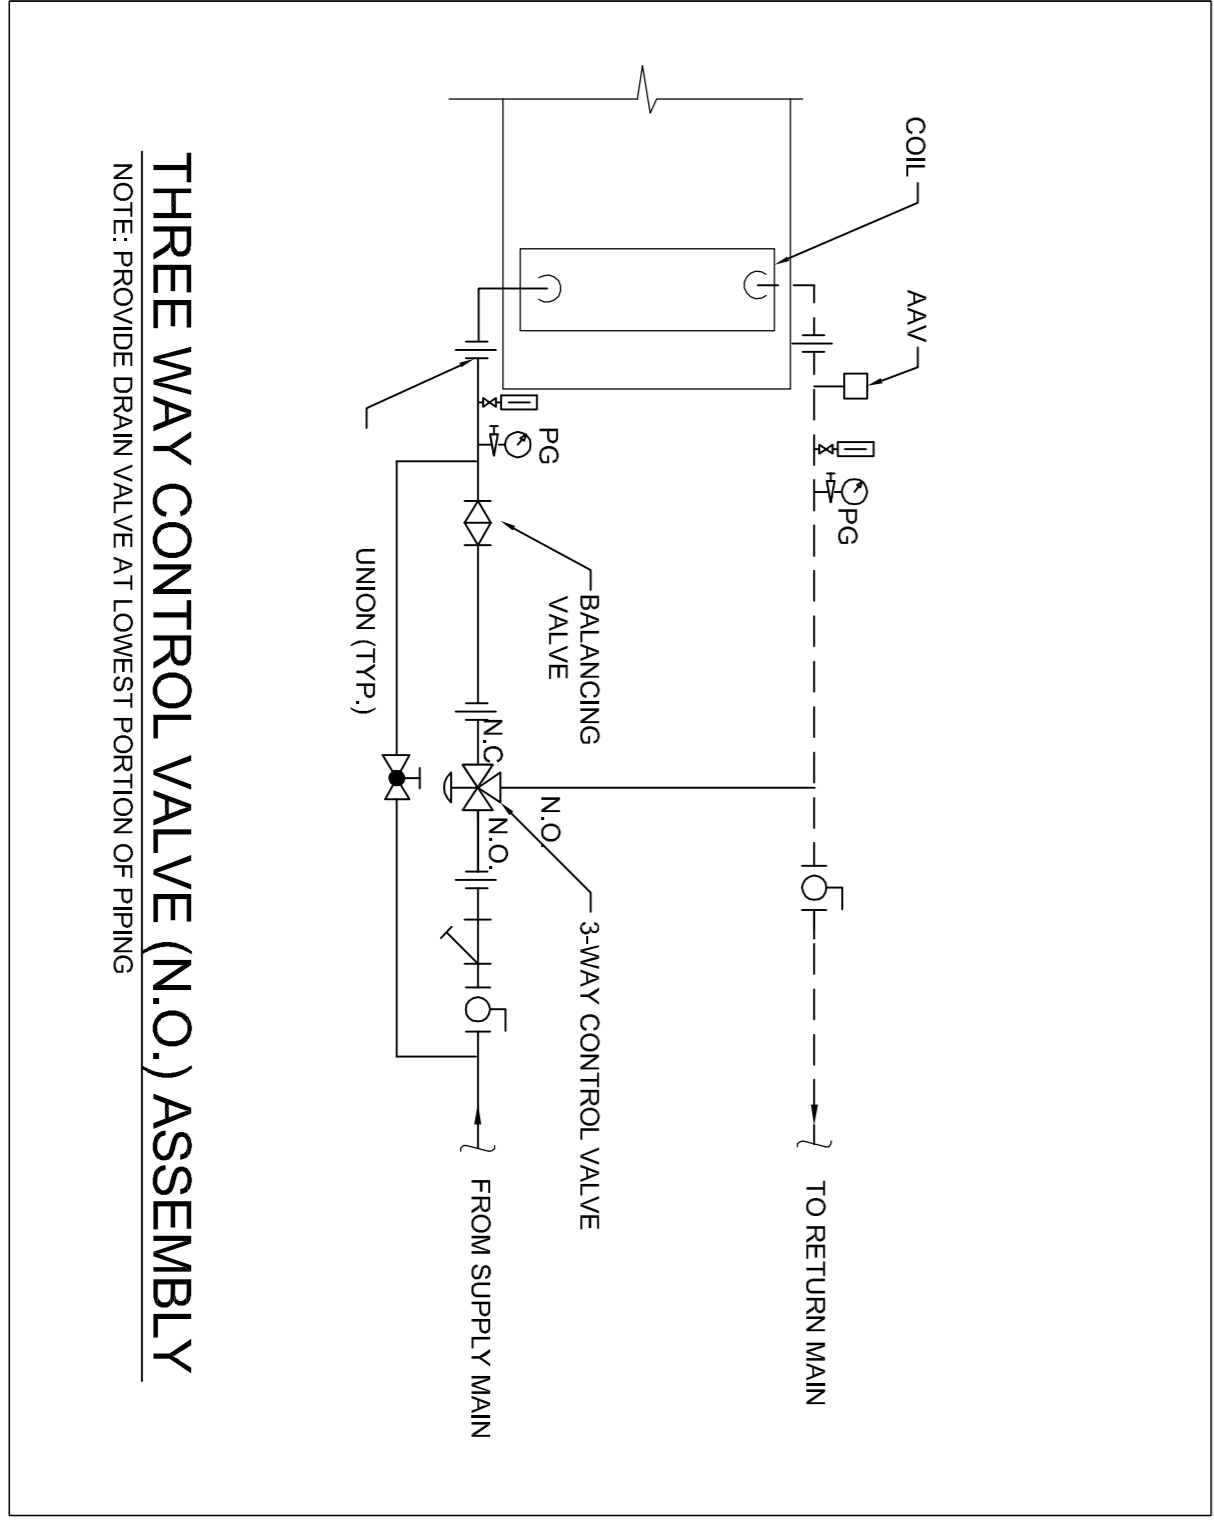 COIL
AAV
PG
PG
BALANCING
VALVE
N.C
N.O.
N.O.
3-WAY CONTROL VALVE
UNION (TYP.)
TO RETURN MAIN
FROM SUPPLY MAIN
THREE WAY CONTROL VALVE (N.O.) ASSEMBLY
NOTE: PROVIDE DRAIN VALVE AT LOWEST PORTION OF PIPING